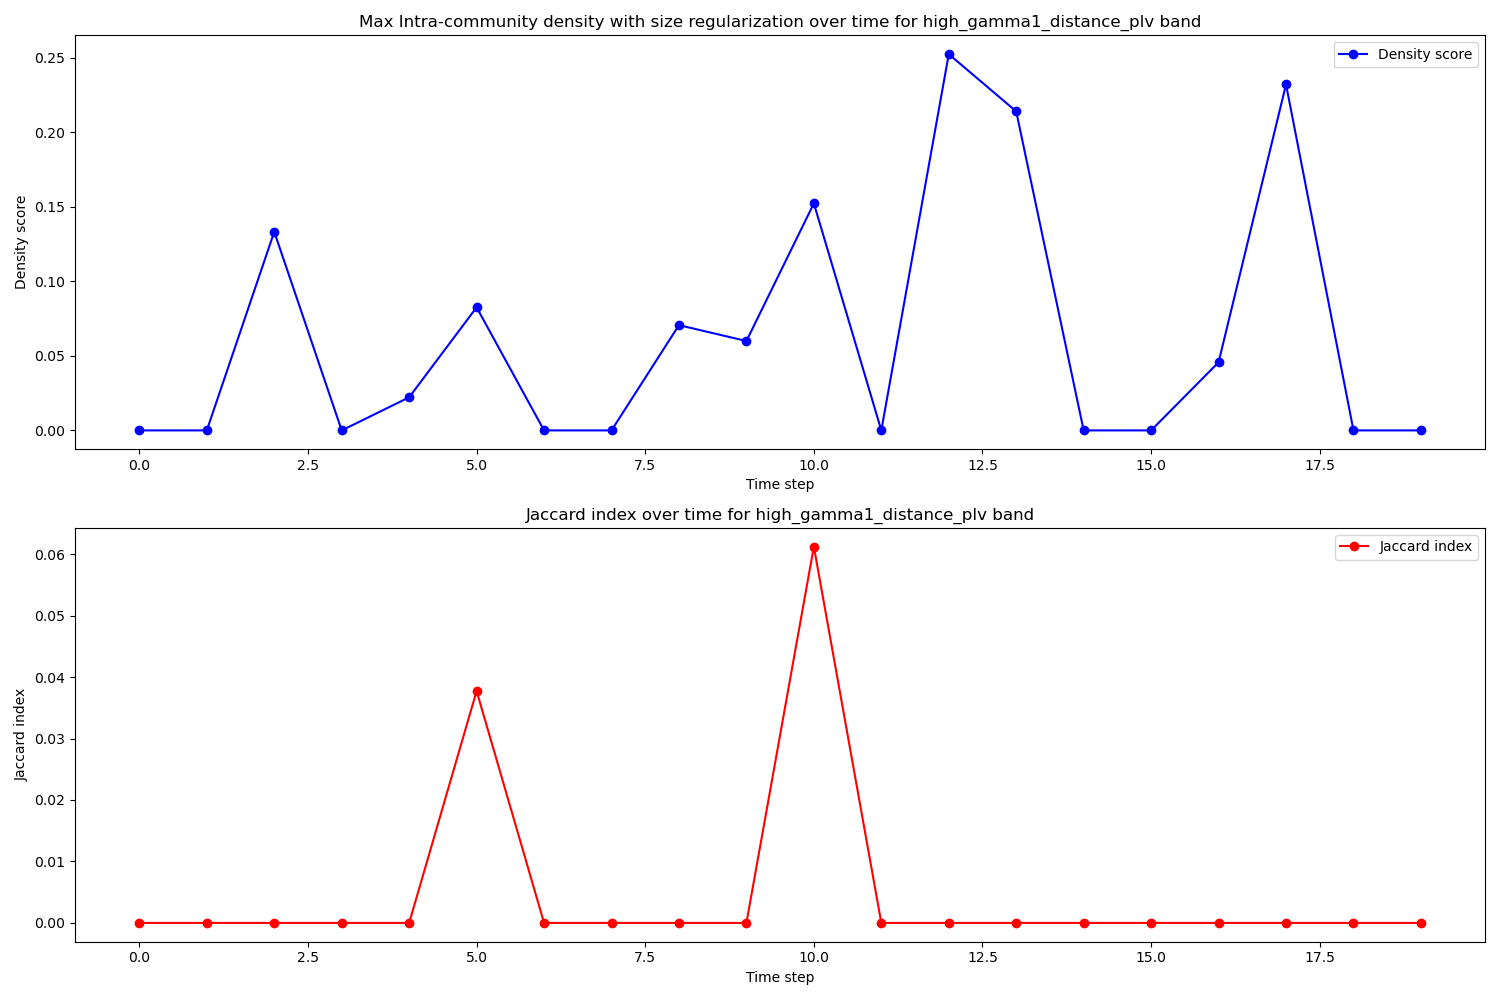 Max Intra-community density with size regularization over time for high_gamma1_distance_plv band
Density score
0.25
0.20
0.15
0.10
0.05
0.00
Density score
0.0 2.5 5.0 7.5 10.0 12.5 15.0 17.5
Time step
Jaccard index over time for high_gamma1_distance_plv band
Jaccard index
0.06
0.05
0.04
0.03
0.02
0.01
0.00
Jaccard index
0.0 2.5 5.0 7.5 10.0 12.5 15.0 17.5
Time step